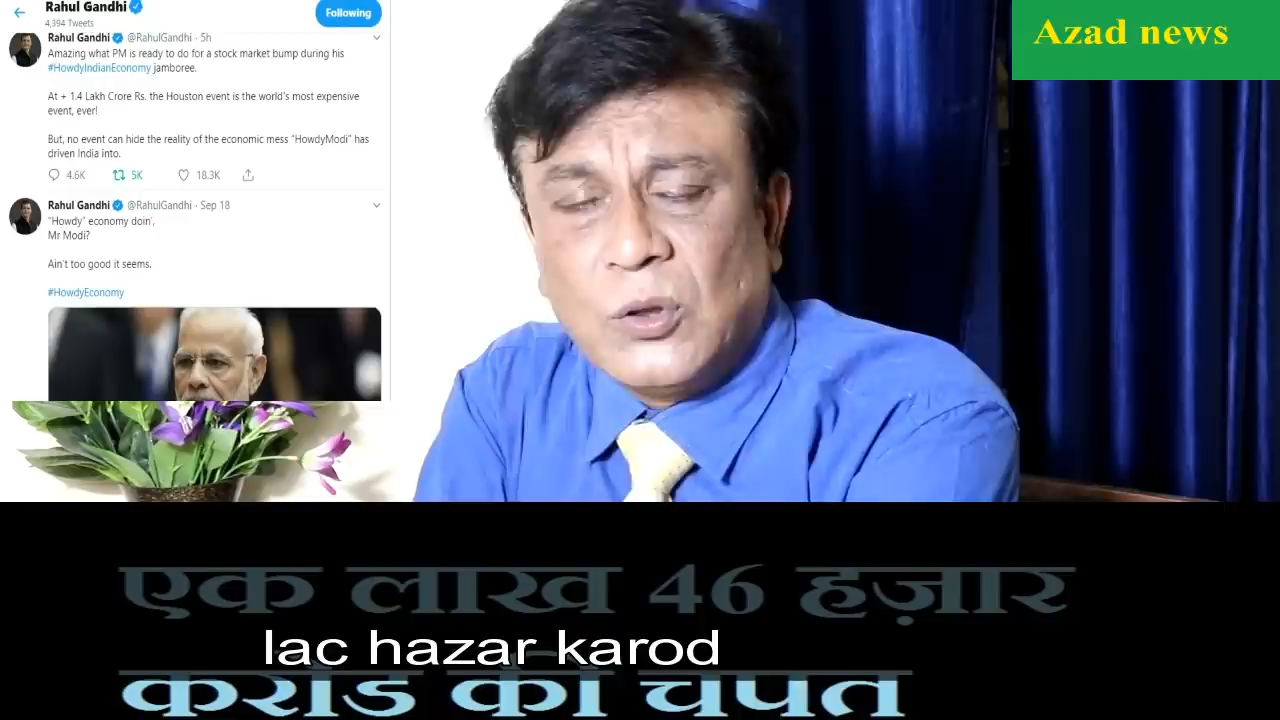 Rahul Gandhi
4,394 Tweets
Following
Rahul Gandhi @RahulGandhi · 5h
Amazing what PM is ready to do for a stock market bump during his
#HowdyIndianEconomy jamboree.
At + 1.4 Lakh Crore Rs. the Houston event is the world's most expensive
event, ever!
But, no event can hide the reality of the economic mess “HowdyModi” has
driven India into.
4.6K 5K 18.3K
Rahul Gandhi @RahulGandhi · Sep 18
“Howdy” economy doin’,
Mr Modi?
Ain’t too good it seems.
#HowdyEconomy
Azad news
एक लाख 46 हज़ार
lac hazar karod
करोड की चपत